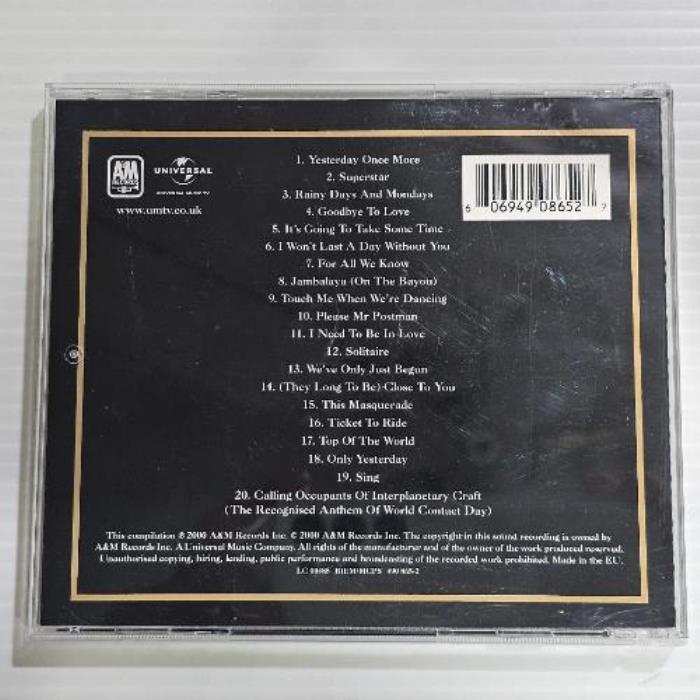 A&M
RECORDS
UNIVERSAL
UNIVERSAL MUSIC TV
www.umtv.co.uk
6 06949 08652 7
1. Yesterday Once More
2. Superstar
3. Rainy Days And Mondays
4. Goodbye To Love
5. It's Going To Take Some Time
6. I Won't Last A Day Without You
7. For All We Know
8. Jambalaya (On The Bayou)
9. Touch Me When We're Dancing
10. Please Mr Postman
11. I Need To Be In Love
12. Solitaire
13. We've Only Just Begun
14. (They Long To Be) Close To You
15. This Masquerade
16. Ticket To Ride
17. Top Of The World
18. Only Yesterday
19. Sing
20. Calling Occupants Of Interplanetary Craft
(The Recognised Anthem Of World Contact Day)
This compilation ℗ 2000 A&M Records Inc. © 2000 A&M Records Inc. The copyright in this sound recording is owned by
A&M Records Inc. A Universal Music Company. All rights of the manufacturer and of the owner of the work produced reserved.
Unauthorised copying, hiring, lending, public performance and broadcasting of the recorded work prohibited. Made in the E.U.
BIEM/MCPS